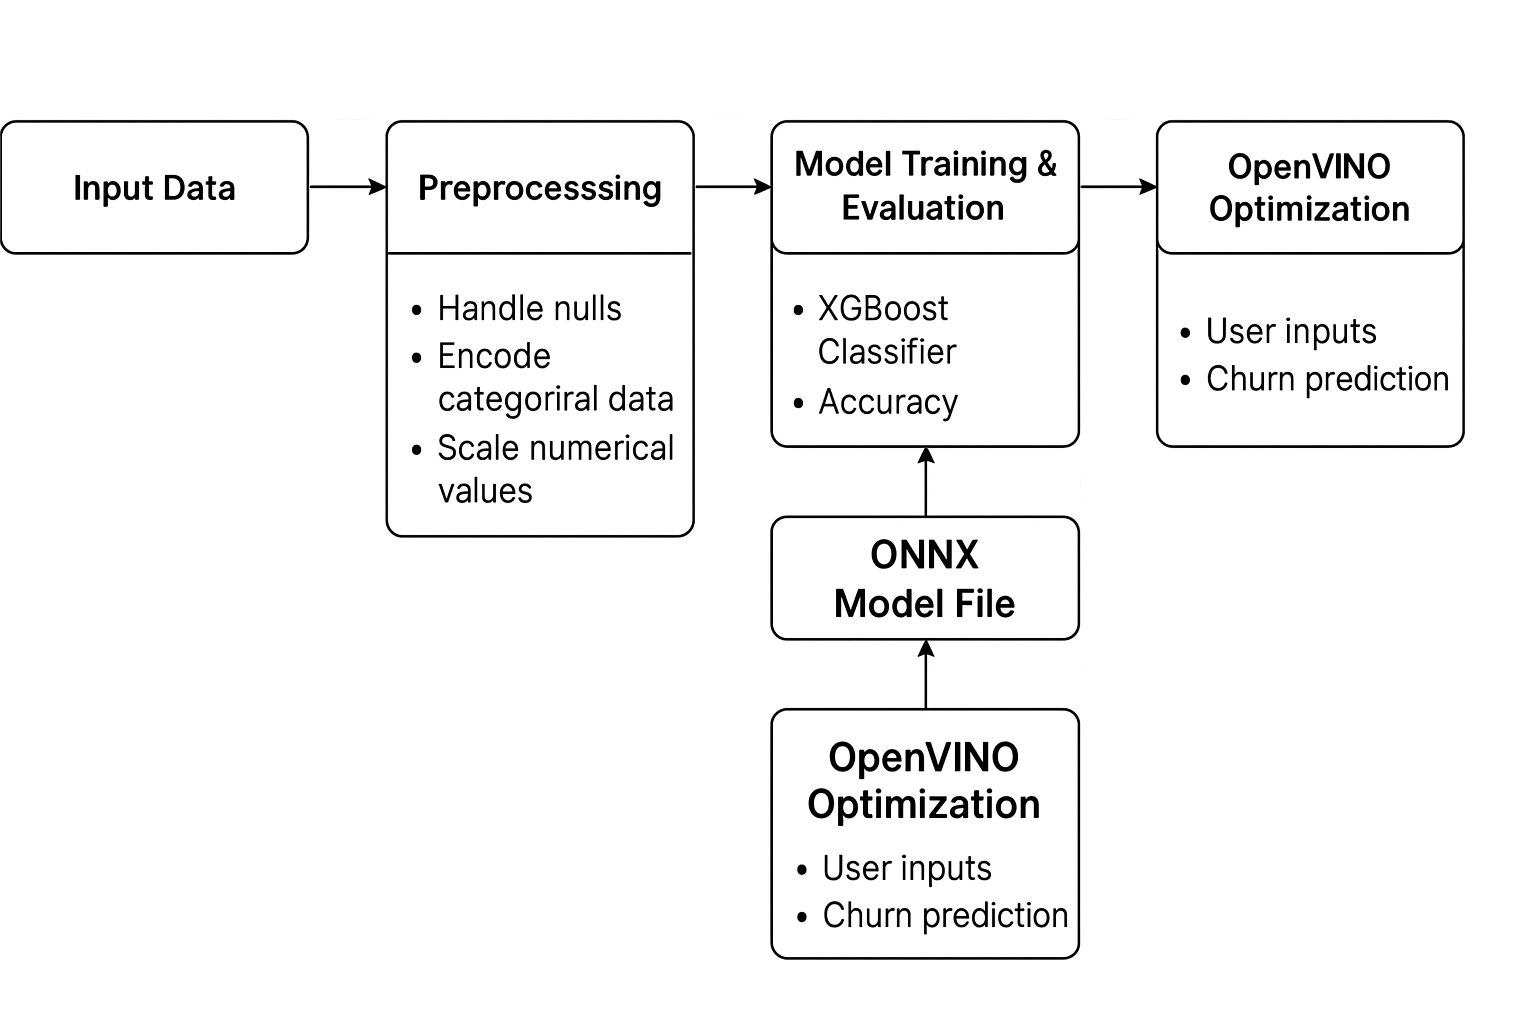 Input Data
Preprocesssing
• Handle nulls
• Encode
categoriral data
• Scale numerical
values
Model Training &
Evaluation
• XGBoost
Classifier
• Accuracy
OpenVINO
Optimization
• User inputs
• Churn prediction
ONNX
Model File
OpenVINO
Optimization
• User inputs
• Churn prediction